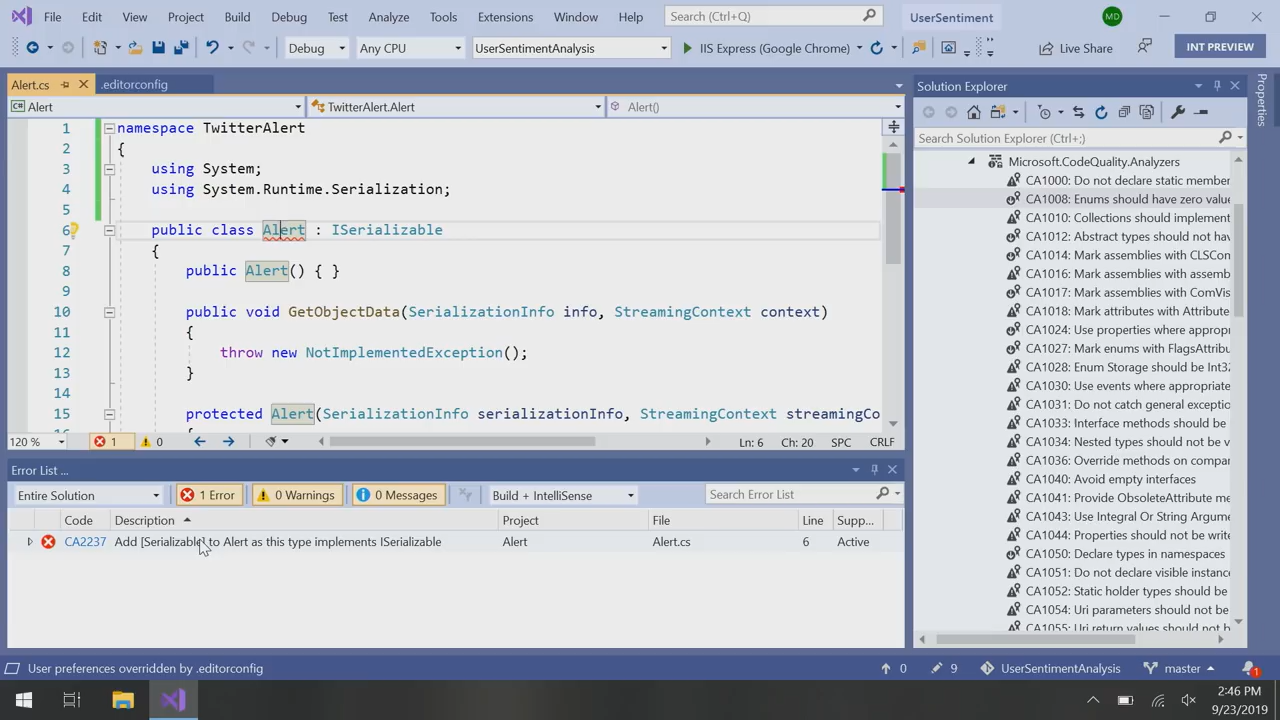 File Edit View Project Build Debug Test Analyze Tools Extensions Window Help Search (Ctrl+Q) UserSentiment MD
Debug Any CPU UserSentimentAnalysis IIS Express (Google Chrome) Live Share INT PREVIEW
Alert.cs .editorconfig
C# Alert TwitterAlert.Alert Alert()
1 namespace TwitterAlert
2 {
3 using System;
4 using System.Runtime.Serialization;
5
6 public class Alert : ISerializable
7 {
8 public Alert() { }
9
10 public void GetObjectData(SerializationInfo info, StreamingContext context)
11 {
12 throw new NotImplementedException();
13 }
14
15 protected Alert(SerializationInfo serializationInfo, StreamingContext streamingCo
120 % 1 0 Ln: 6 Ch: 20 SPC CRLF
Error List ...
Entire Solution 1 Error 0 Warnings 0 Messages Build + IntelliSense Search Error List
Code Description Project File Line Supp...
CA2237 Add [Serializable] to Alert as this type implements ISerializable Alert Alert.cs 6 Active
Solution Explorer
Search Solution Explorer (Ctrl+;)
Microsoft.CodeQuality.Analyzers
CA1000: Do not declare static member
CA1008: Enums should have zero value
CA1010: Collections should implement
CA1012: Abstract types should not hav
CA1014: Mark assemblies with CLSCon
CA1016: Mark assemblies with assemb
CA1017: Mark assemblies with ComVis
CA1018: Mark attributes with Attribute
CA1024: Use properties where appropr
CA1027: Mark enums with FlagsAttribu
CA1028: Enum Storage should be Int32
CA1030: Use events where appropriate
CA1031: Do not catch general exceptio
CA1033: Interface methods should be
CA1034: Nested types should not be v
CA1036: Override methods on compar
CA1040: Avoid empty interfaces
CA1041: Provide ObsoleteAttribute me
CA1043: Use Integral Or String Argume
CA1044: Properties should not be write
CA1050: Declare types in namespaces
CA1051: Do not declare visible instance
CA1052: Static holder types should be
CA1054: Uri parameters should not be
CA1055: Uri return values should not b
Properties
User preferences overridden by .editorconfig 0 9 UserSentimentAnalysis master 1
2:46 PM
9/23/2019